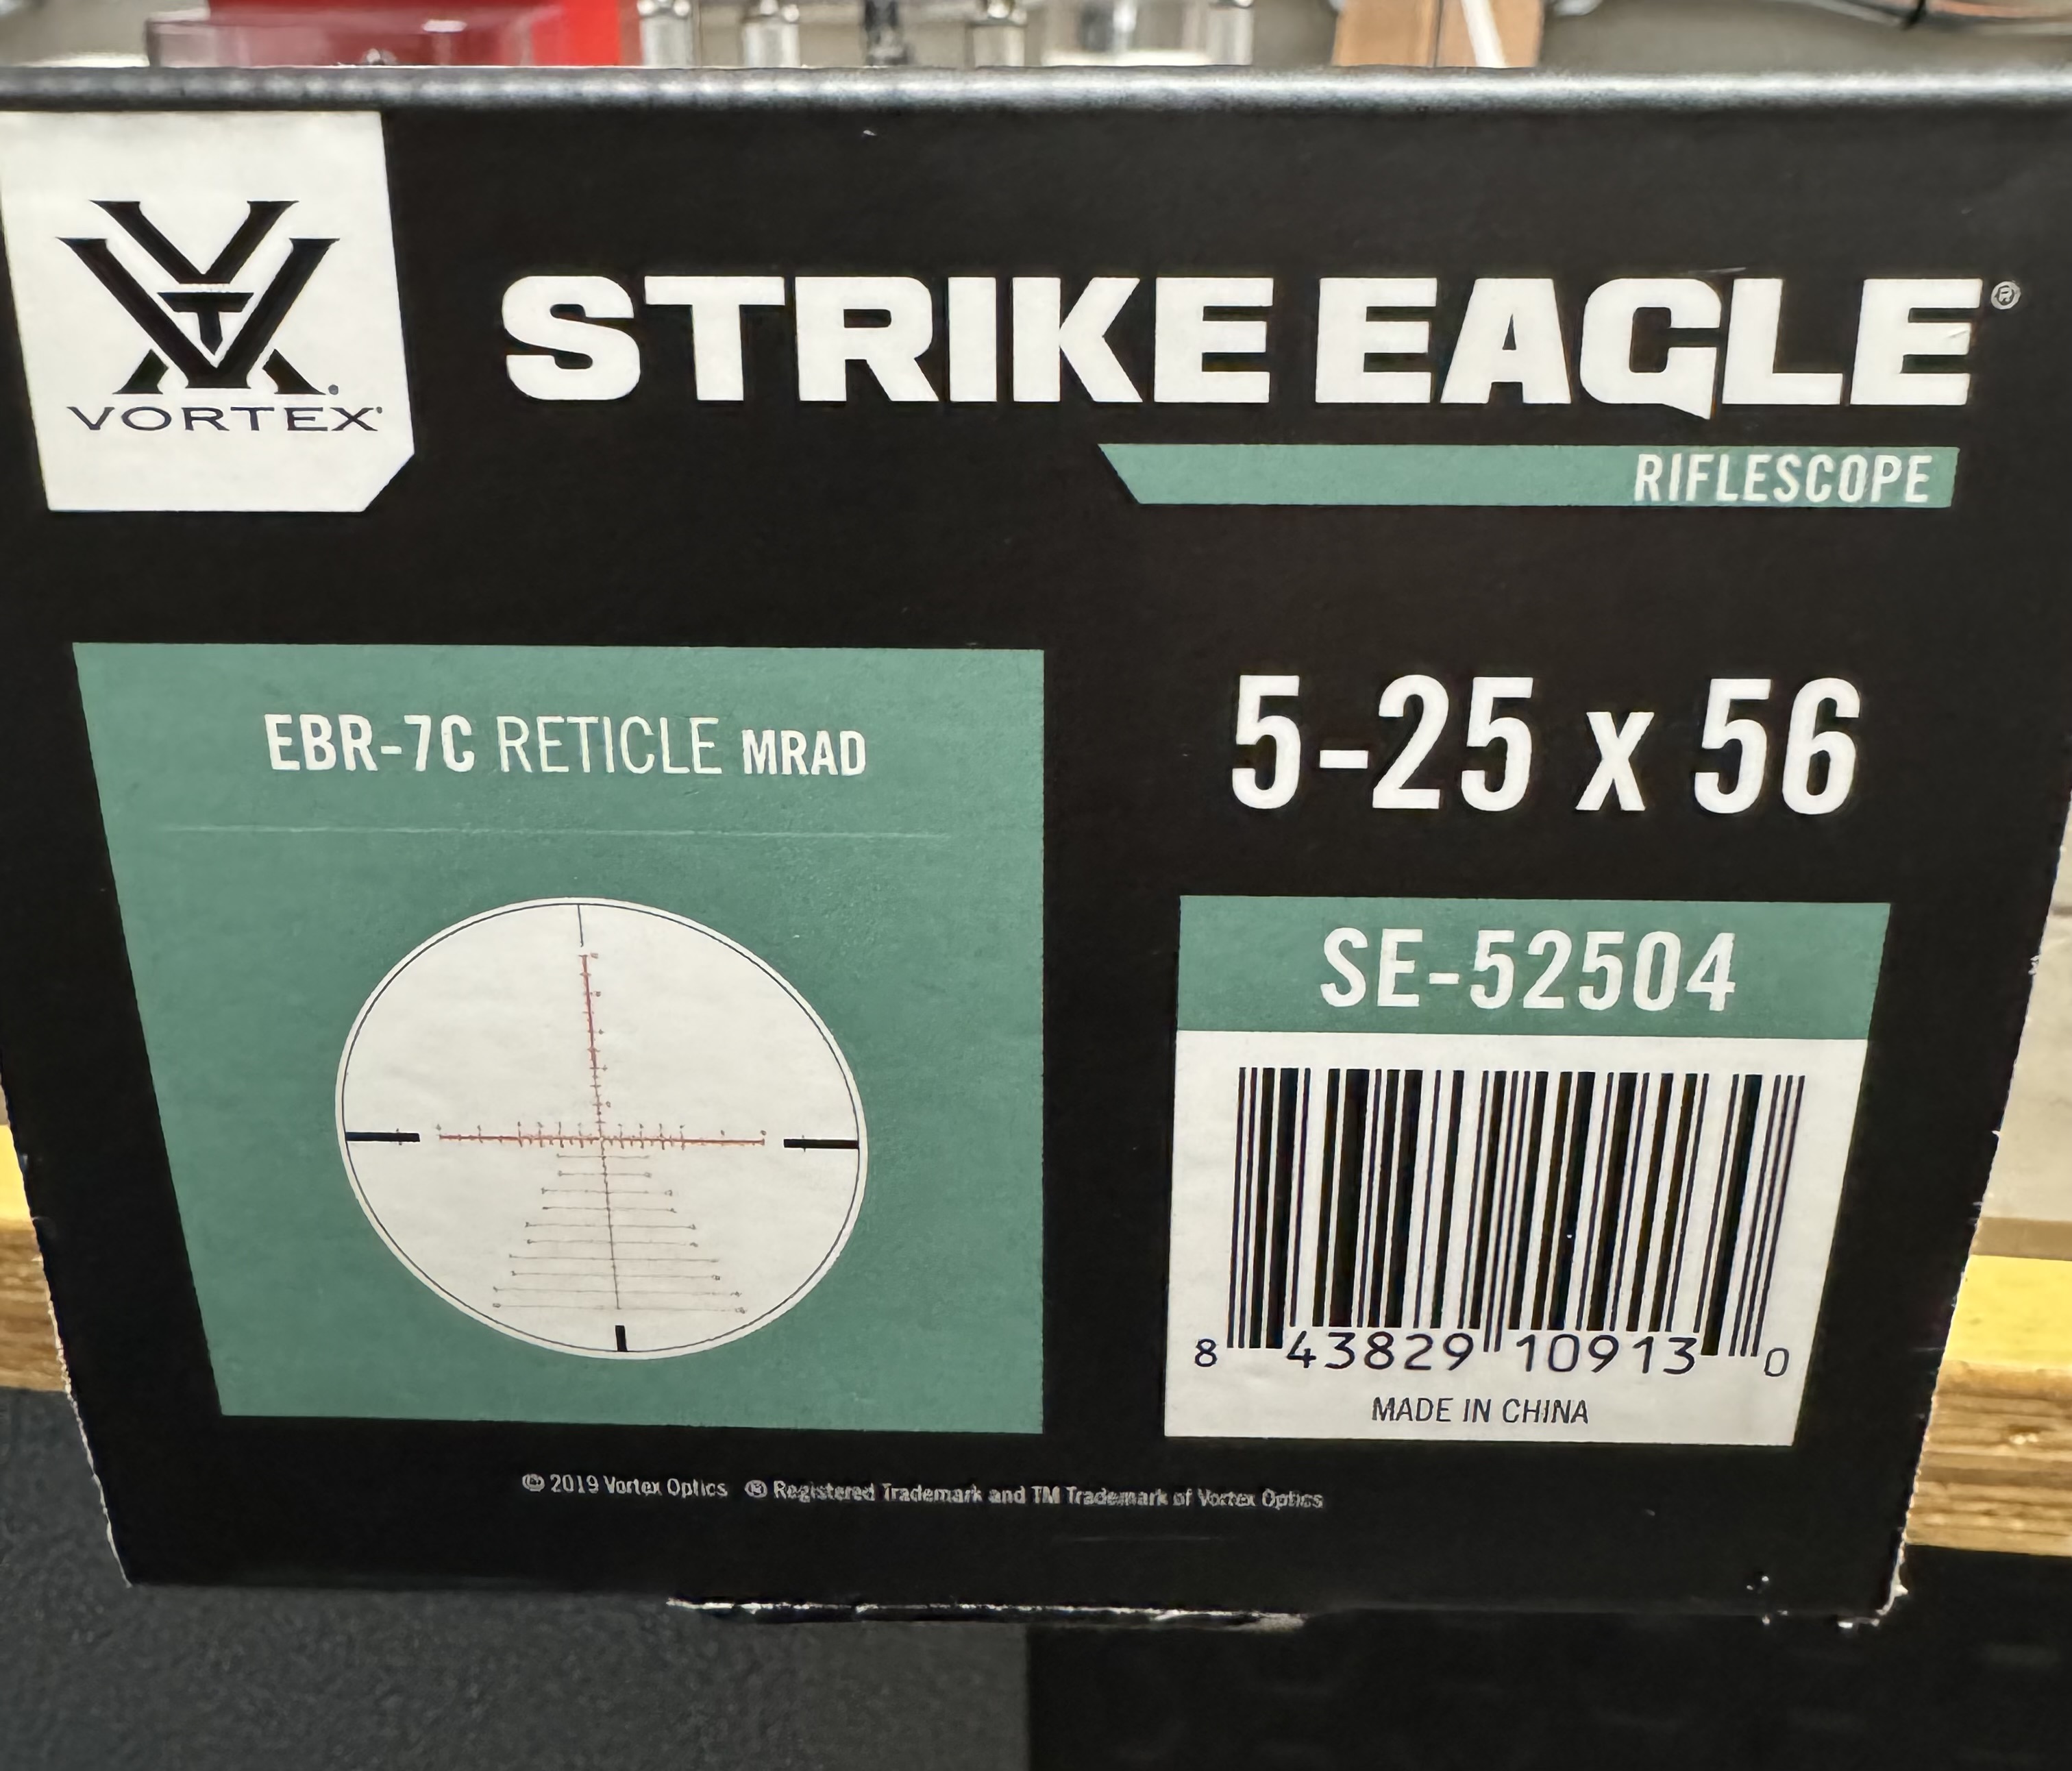 VORTEX®
STRIKE EAGLE®
RIFLESCOPE
EBR-7C RETICLE MRAD
5-25 x 56
SE-52504
8 43829 10913 0
MADE IN CHINA
© 2019 Vortex Optics ® Registered Trademark and TM Trademark of Vortex Optics